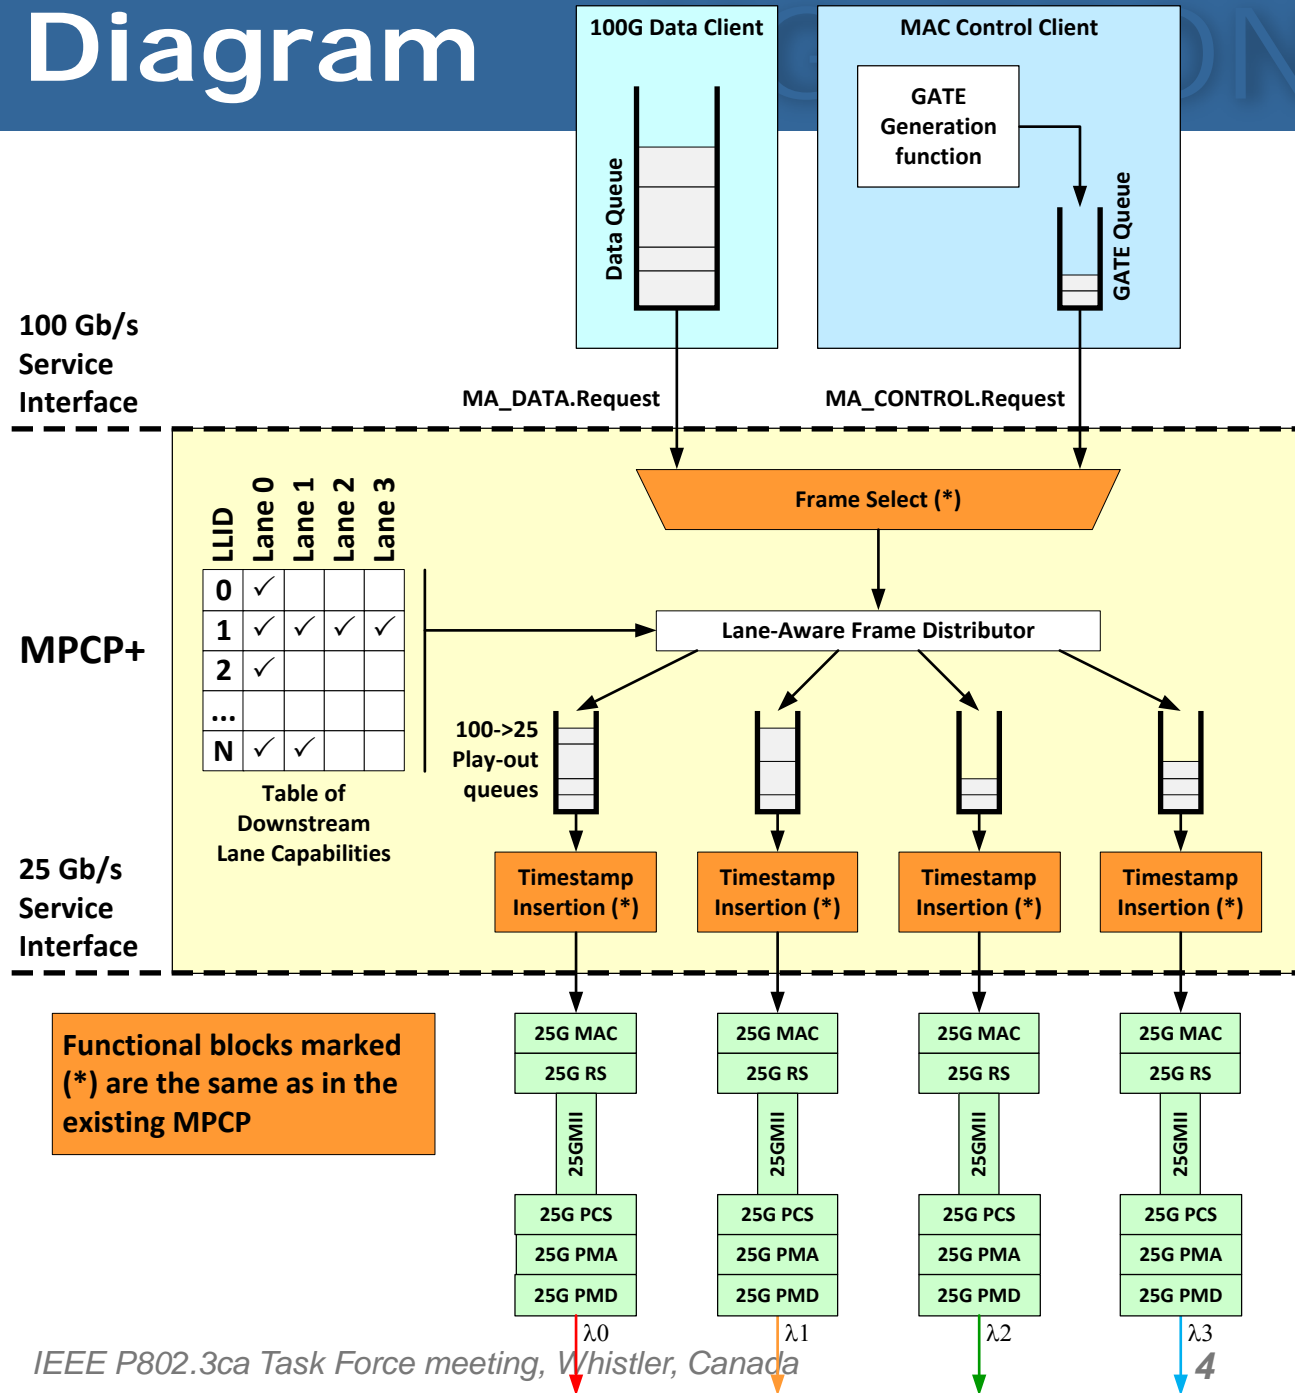 Diagram
100G Data Client
MAC Control Client
GATE
Generation
function
Data Queue
GATE Queue
100 Gb/s
Service
Interface
MA_DATA.Request
MA_CONTROL.Request
Frame Select (*)
LLID
Lane 0
Lane 1
Lane 2
Lane 3
0 ✓
1 ✓ ✓ ✓ ✓
2 ✓
...
N ✓ ✓
Table of
Downstream
Lane Capabilities
MPCP+
Lane-Aware Frame Distributor
100->25
Play-out
queues
Timestamp
Insertion (*)
Timestamp
Insertion (*)
Timestamp
Insertion (*)
Timestamp
Insertion (*)
25 Gb/s
Service
Interface
Functional blocks marked
(*) are the same as in the
existing MPCP
25G MAC
25G RS
25GMII
25G PCS
25G PMA
25G PMD
λ0
25G MAC
25G RS
25GMII
25G PCS
25G PMA
25G PMD
λ1
25G MAC
25G RS
25GMII
25G PCS
25G PMA
25G PMD
λ2
25G MAC
25G RS
25GMII
25G PCS
25G PMA
25G PMD
λ3
IEEE P802.3ca Task Force meeting, Whistler, Canada
4